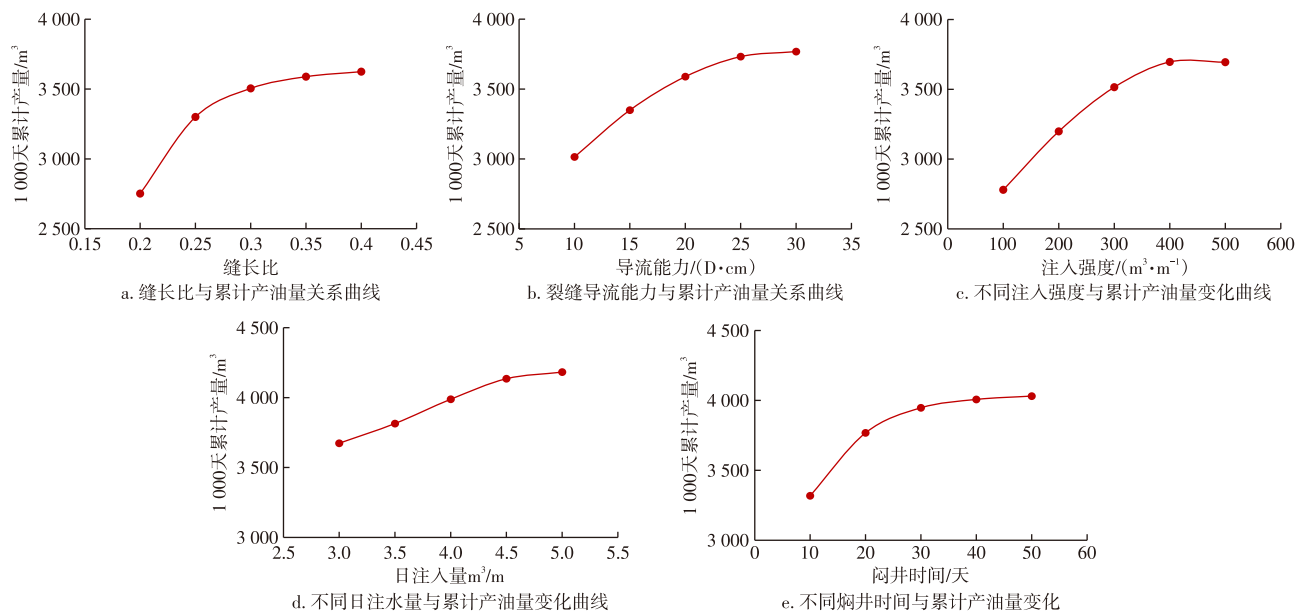 1 000天累计产量/m³
4 000
3 500
3 000
2 500
0.15 0.2 0.25 0.3 0.35 0.4 0.45
缝长比
a. 缝长比与累计产油量关系曲线
1 000天累计产量/m³
4 000
3 500
3 000
2 500
5 10 15 20 25 30 35
导流能力/(D·cm)
b. 裂缝导流能力与累计产油量关系曲线
1 000天累计产量/m³
4 000
3 500
3 000
2 500
0 100 200 300 400 500 600
注入强度/(m³·m⁻¹)
c. 不同注入强度与累计产油量变化曲线
1 000天累计产量/m³
4 500
4 000
3 500
3 000
2.5 3.0 3.5 4.0 4.5 5.0 5.5
日注入量m³/m
d. 不同日注水量与累计产油量变化曲线
1 000天累计产量/m³
4 500
4 000
3 500
3 000
0 10 20 30 40 50 60
闷井时间/天
e. 不同焖井时间与累计产油量变化